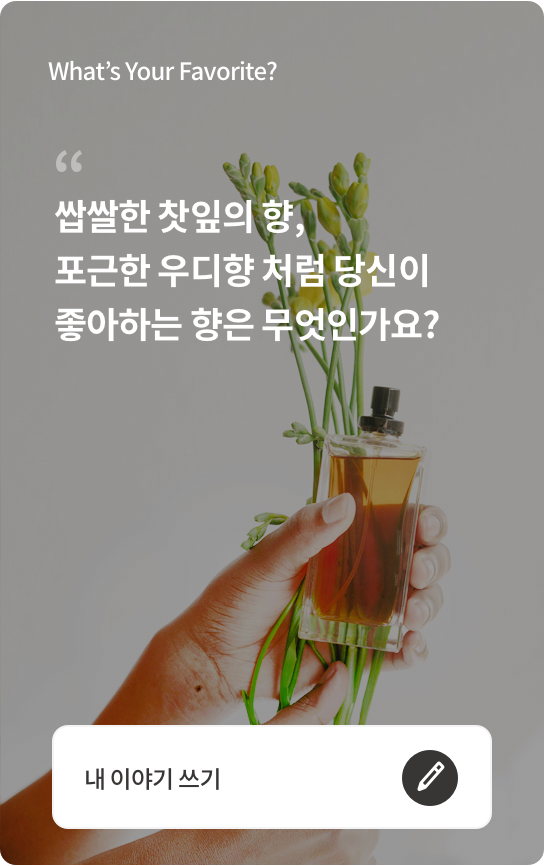 What’s Your Favorite?
“
쌉쌀한 찻잎의 향,
포근한 우디향 처럼 당신이
좋아하는 향은 무엇인가요?
내 이야기 쓰기